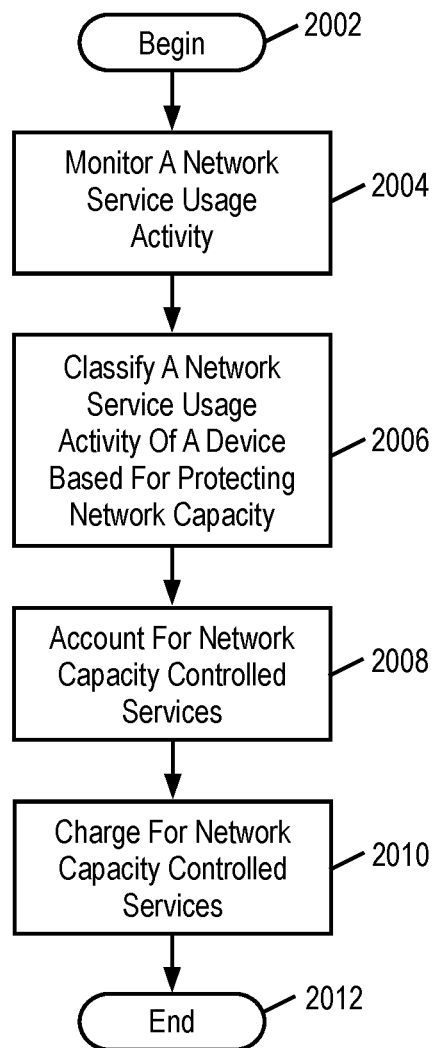 Begin
2002
Monitor A Network
Service Usage
Activity
2004
Classify A Network
Service Usage
Activity Of A Device
Based For Protecting
Network Capacity
2006
Account For Network
Capacity Controlled
Services
2008
Charge For Network
Capacity Controlled
Services
2010
End
2012